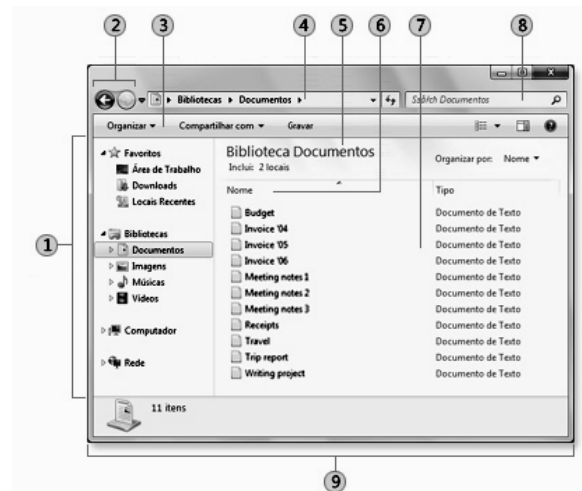 2 3 4 5 6 7 8
Bibliotecas Documentos
Organizar Compartilhar com Gravar
1
Favoritos
Área de Trabalho
Downloads
Locais Recentes
Bibliotecas
Documentos
Imagens
Músicas
Vídeos
Computador
Rede
Biblioteca Documentos
Inclui: 2 locais
Organizar por: Nome
Nome Tipo
Budget Documento de Texto
Invoice '04 Documento de Texto
Invoice '05 Documento de Texto
Invoice '06 Documento de Texto
Meeting notes 1 Documento de Texto
Meeting notes 2 Documento de Texto
Meeting notes 3 Documento de Texto
Receipts Documento de Texto
Travel Documento de Texto
Trip report Documento de Texto
Writing project Documento de Texto
11 itens
9